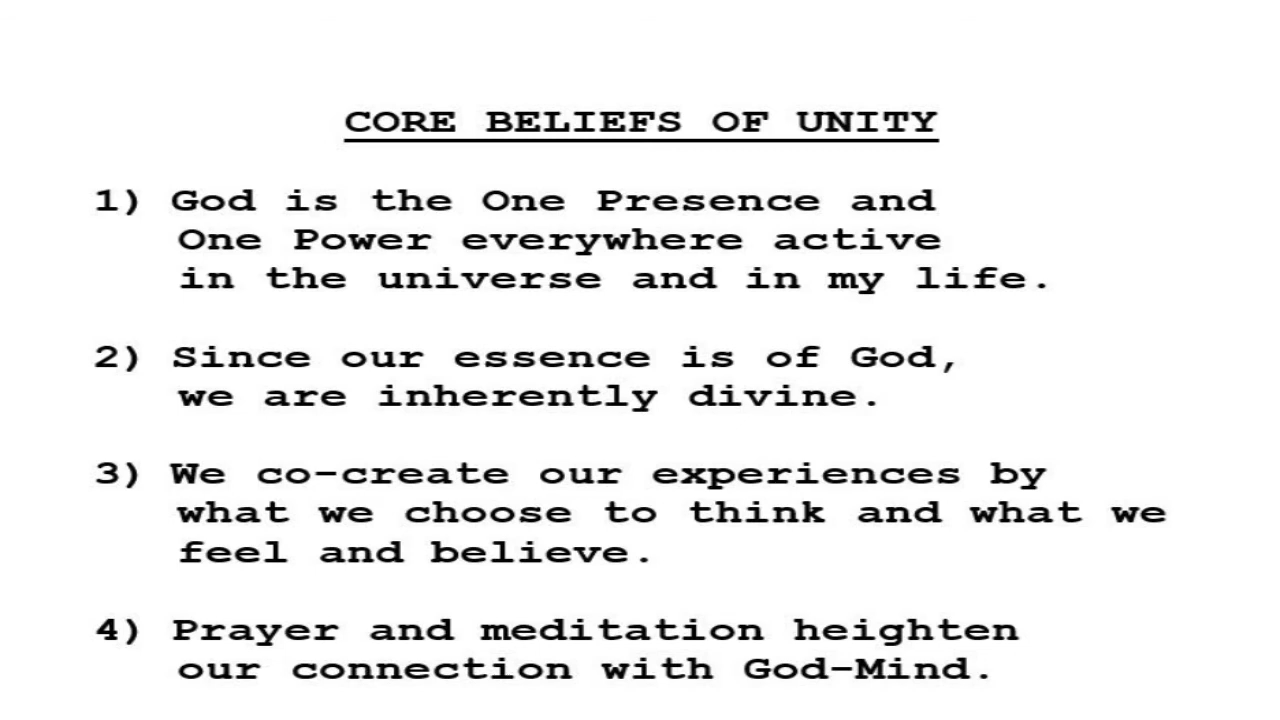 CORE BELIEFS OF UNITY
1) God is the One Presence and
One Power everywhere active
in the universe and in my life.
2) Since our essence is of God,
we are inherently divine.
3) We co-create our experiences by
what we choose to think and what we
feel and believe.
4) Prayer and meditation heighten
our connection with God-Mind.